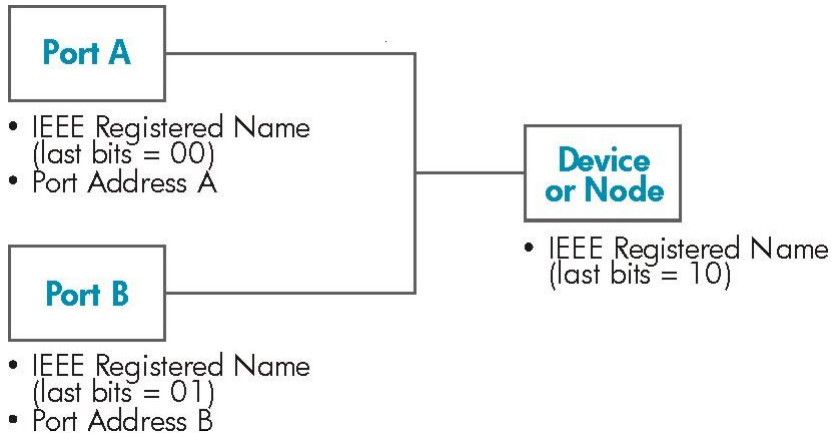 Port A
• IEEE Registered Name
(last bits = 00)
• Port Address A
Device
or Node
• IEEE Registered Name
(last bits = 10)
Port B
• IEEE Registered Name
(last bits = 01)
• Port Address B